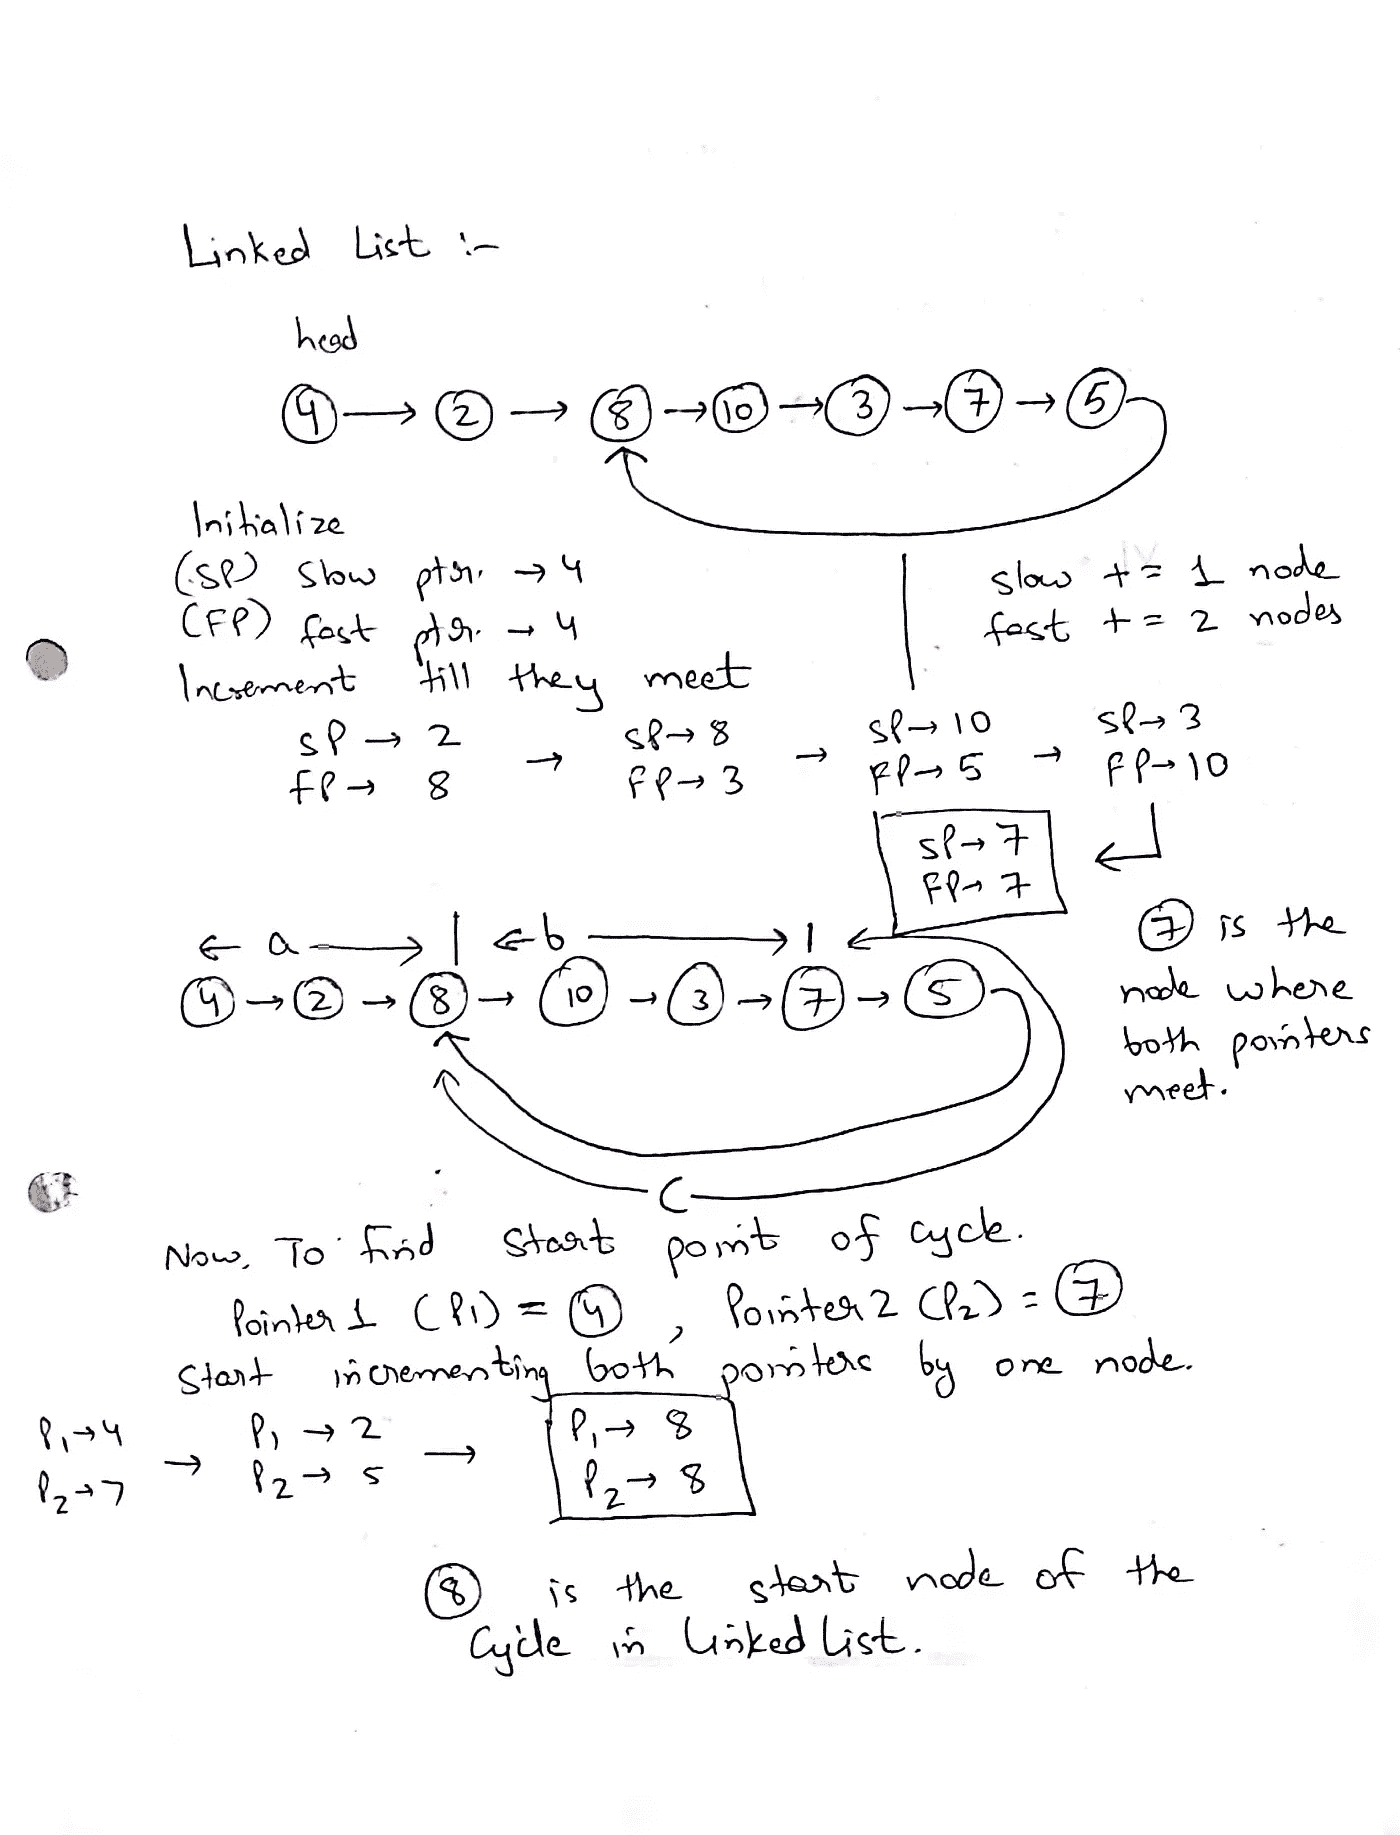 Linked List :-
head
4 → 2 → 8 → 10 → 3 → 7 → 5
Initialize
(SP) slow ptr. → 4
(FP) fast ptr. → 4
slow += 1 node
fast += 2 nodes
Increment till they meet
SP → 2 → SP → 8 → SP → 10 → SP → 3
FP → 8 FP → 3 FP → 5 FP → 10
SP → 7
FP → 7
← a → | ← b → | ←
4 → 2 → 8 → 10 → 3 → 7 → 5
7 is the
node where
both pointers
meet.
C
Now, To find start point of cycle.
Pointer 1 (P1) = 4 , Pointer 2 (P2) = 7
Start incrementing both pointers by one node.
P1 → 4 → P1 → 2 → P1 → 8
P2 → 7 P2 → 5 P2 → 8
8 is the start node of the
Cycle in linked list.